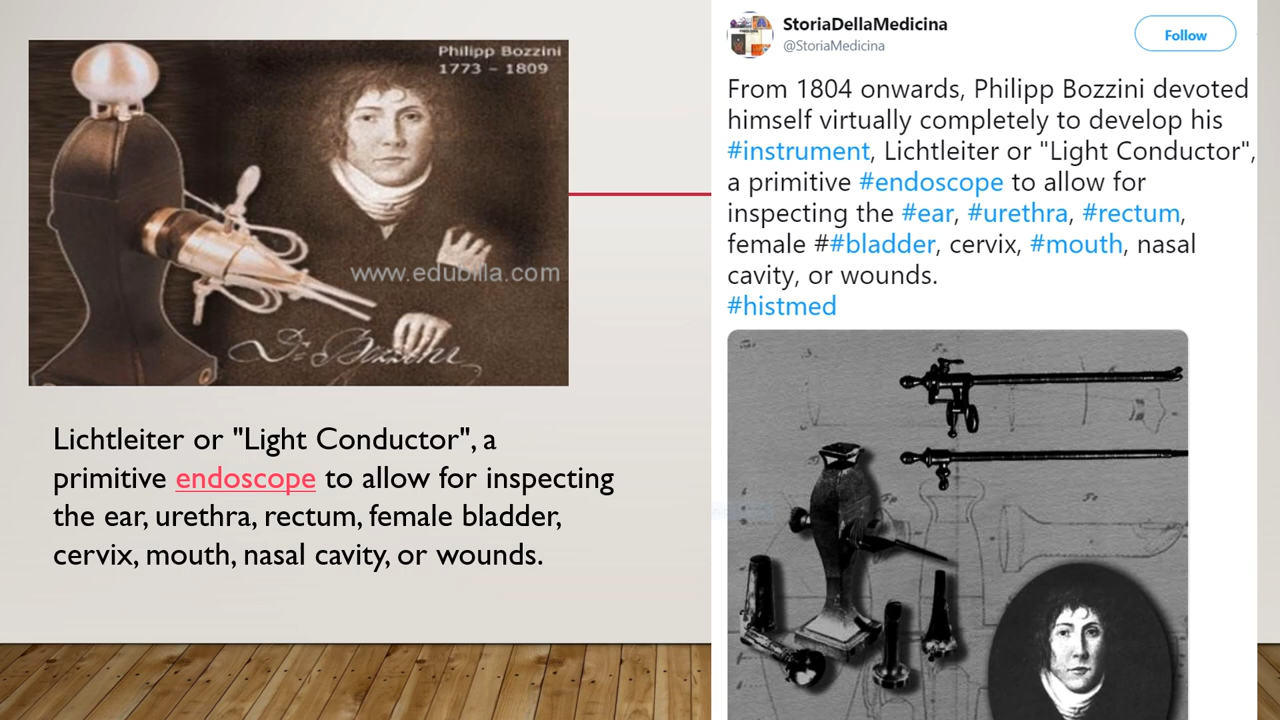 Philipp Bozzini
1773 – 1809
www.edubilla.com
Dr. Bozzini
Lichtleiter or "Light Conductor", a
primitive endoscope to allow for inspecting
the ear, urethra, rectum, female bladder,
cervix, mouth, nasal cavity, or wounds.
StoriaDellaMedicina
@StoriaMedicina
Follow
From 1804 onwards, Philipp Bozzini devoted
himself virtually completely to develop his
#instrument, Lichtleiter or "Light Conductor",
a primitive #endoscope to allow for
inspecting the #ear, #urethra, #rectum,
female ##bladder, cervix, #mouth, nasal
cavity, or wounds.
#histmed